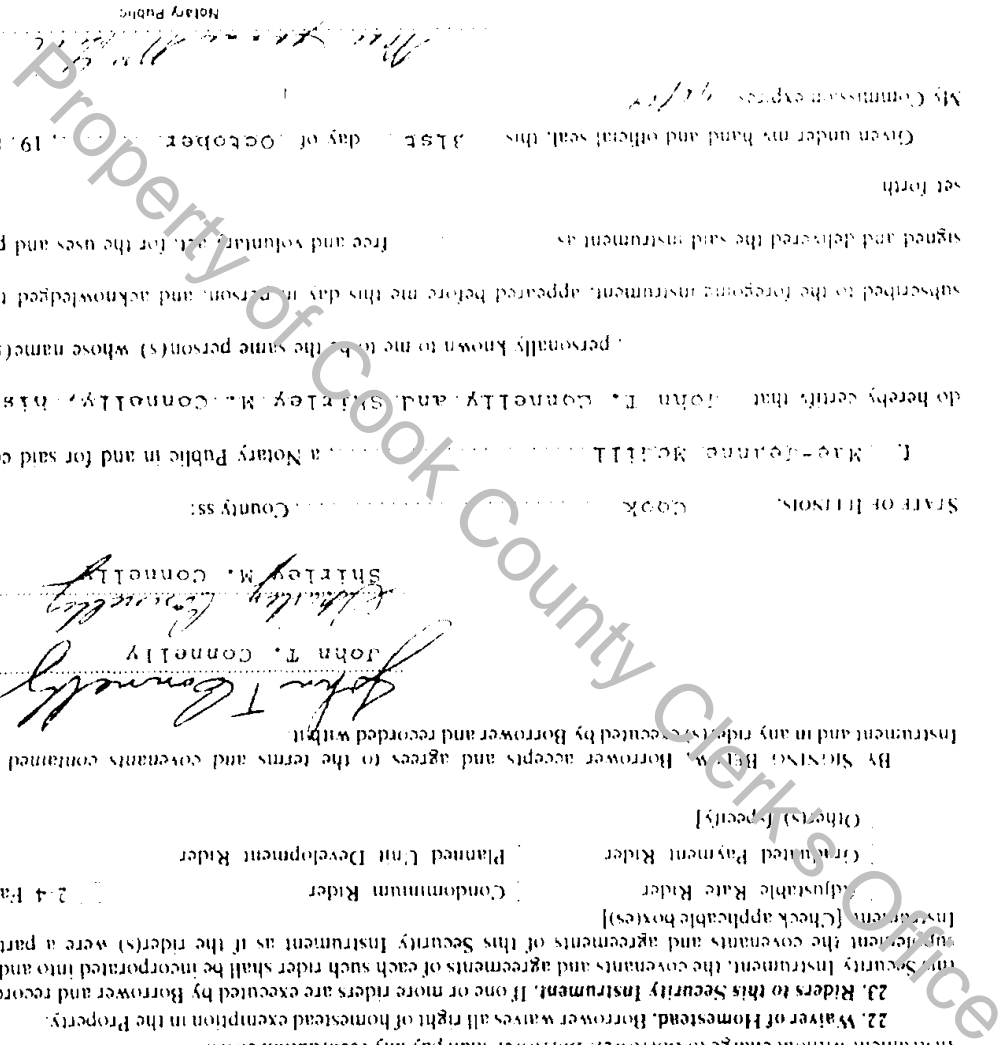 22. Waiver of Homestead. Borrower waives all right of homestead exemption in the Property.
23. Riders to this Security Instrument. If one or more riders are executed by Borrower and recor
this Security Instrument, the covenants and agreements of each such rider shall be incorporated into and
supplement the covenants and agreements of this Security Instrument as if the rider(s) were a part
Instrument [Check applicable box(es)]
Adjustable Rate Rider Condominium Rider 2-4 Fa
Graduated Payment Rider Planned Unit Development Rider
Other(s) [specify]
BY SIGNING BELOW, Borrower accepts and agrees to the terms and covenants contained
Instrument and in any rider(s) executed by Borrower and recorded with it.
John T Connelly
John T. Connelly
Shirley Connelly
Shirley M. Connelly
STATE OF ILLINOIS, Cook County ss:
I, Mae-Jeanne McGill a Notary Public in and for said co
do hereby certify that John T. Connelly and Shirley M. Connelly, his
, personally known to me to be the same person(s) whose name(s
subscribed to the foregoing instrument, appeared before me this day in person, and acknowledged t
signed and delivered the said instrument as free and voluntary act, for the uses and p
set forth
Given under my hand and official seal, this 31st day of October, 19
My Commission expires
Notary Public
Property of Cook County Clerk's Office